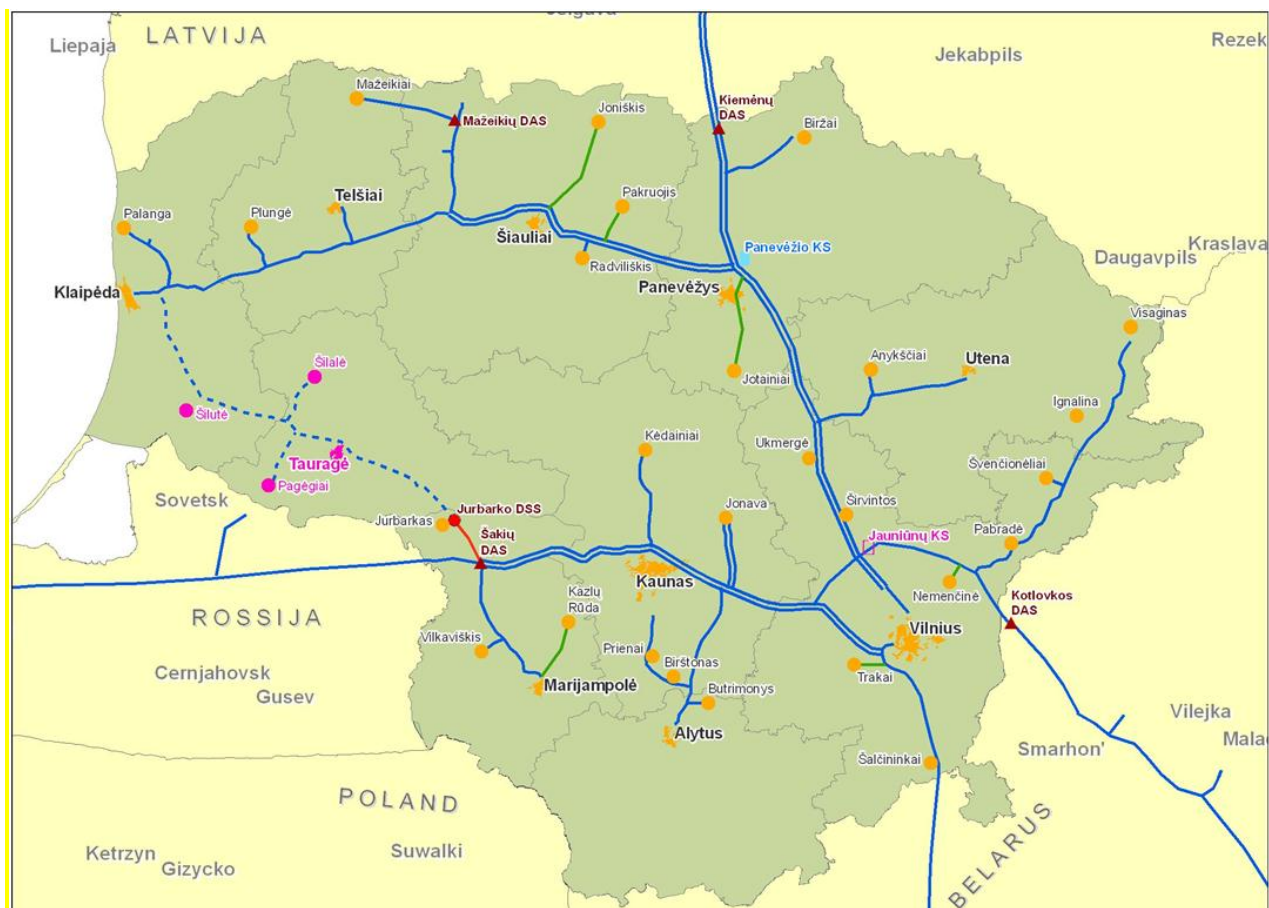 Jelgava
LATVIJA
Liepaja
Rezek
Jekabpils
Mažeikiai
Mažeikių DAS
Joniškis
Kiemėnų
DAS
Biržai
Telšiai
Palanga
Plungė
Pakruojis
Šiauliai
Radviliškis
Panevėžio KS
Kraslava
Daugavpils
Klaipėda
Panevėžys
Visaginas
Anykščiai
Utena
Šilalė
Jotainiai
Ignalina
Šilutė
Kėdainiai
Ukmergė
Tauragė
Švenčionėliai
Pagėgiai
Sovetsk
Jonava
Širvintos
Jurbarkas
Jurbarko DSS
Šakių
DAS
Jauniūnų KS
Pabradė
Kaunas
Nemenčinė
Kotlovkos
DAS
ROSSIJA
Kazlų
Rūda
Vilnius
Vilkaviškis
Prienai
Birštonas
Trakai
Cernjahovsk
Gusev
Marijampolė
Butrimonys
Alytus
Vilejka
Malad
Smarhon'
Šalčininkai
POLAND
BELARUS
Ketrzyn
Gizycko
Suwalki